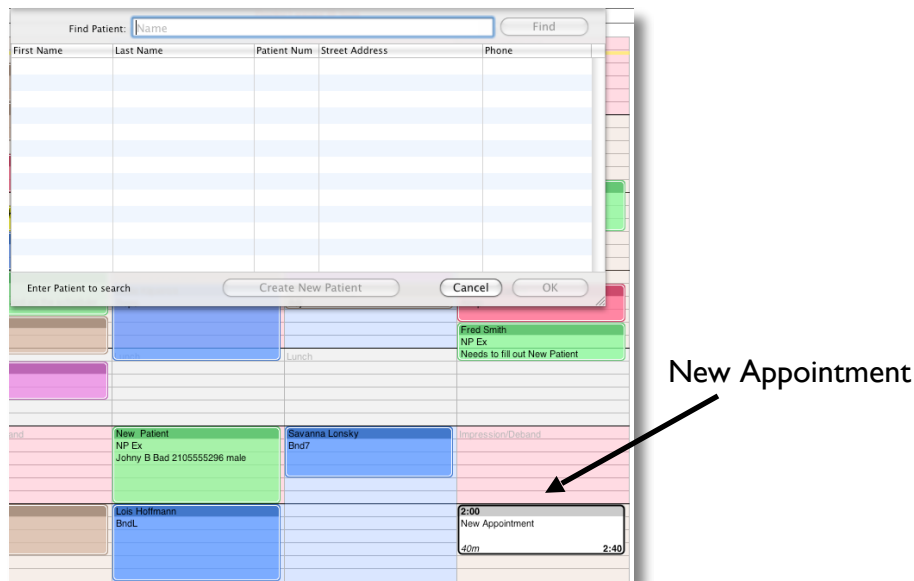 Find Patient: Name Find
First Name Last Name Patient Num Street Address Phone
Enter Patient to search Create New Patient Cancel OK
Fred Smith
NP Ex
Needs to fill out New Patient
Lunch
New Appointment
New Patient
NP Ex
Johny B Bad 2105555296 male
Savanna Lonsky
Bnd7
Impression/Deband
Lois Hoffmann
BndL
2:00
New Appointment
40m 2:40